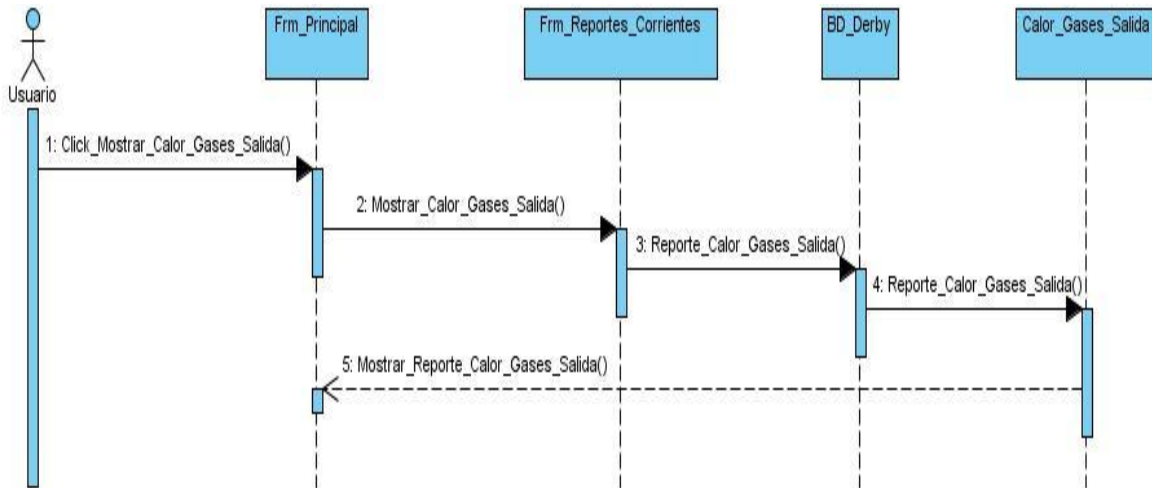 Frm_Principal
Frm_Reportes_Corrientes
BD_Derby
Calor_Gases_Salida
Usuario
1: Click_Mostrar_Calor_Gases_Salida()
2: Mostrar_Calor_Gases_Salida()
3: Reporte_Calor_Gases_Salida()
4: Reporte_Calor_Gases_Salida()
5: Mostrar_Reporte_Calor_Gases_Salida()